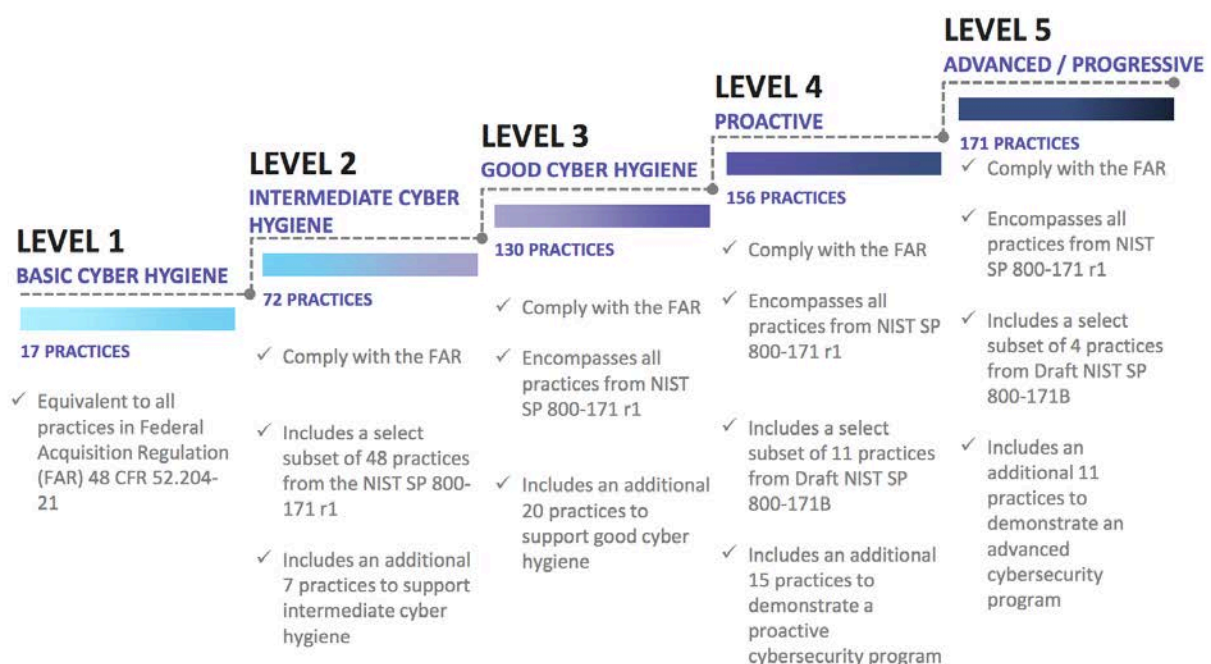 LEVEL 1
BASIC CYBER HYGIENE
17 PRACTICES
✓ Equivalent to all
practices in Federal
Acquisition Regulation
(FAR) 48 CFR 52.204-
21
LEVEL 2
INTERMEDIATE CYBER
HYGIENE
72 PRACTICES
✓ Comply with the FAR
✓ Includes a select
subset of 48 practices
from the NIST SP 800-
171 r1
✓ Includes an additional
7 practices to support
intermediate cyber
hygiene
LEVEL 3
GOOD CYBER HYGIENE
130 PRACTICES
✓ Comply with the FAR
✓ Encompasses all
practices from NIST
SP 800-171 r1
✓ Includes an additional
20 practices to
support good cyber
hygiene
LEVEL 4
PROACTIVE
156 PRACTICES
✓ Comply with the FAR
✓ Encompasses all
practices from NIST SP
800-171 r1
✓ Includes a select
subset of 11 practices
from Draft NIST SP
800-171B
✓ Includes an additional
15 practices to
demonstrate a
proactive
cybersecurity program
LEVEL 5
ADVANCED / PROGRESSIVE
171 PRACTICES
✓ Comply with the FAR
✓ Encompasses all
practices from NIST
SP 800-171 r1
✓ Includes a select
subset of 4 practices
from Draft NIST SP
800-171B
✓ Includes an
additional 11
practices to
demonstrate an
advanced
cybersecurity
program